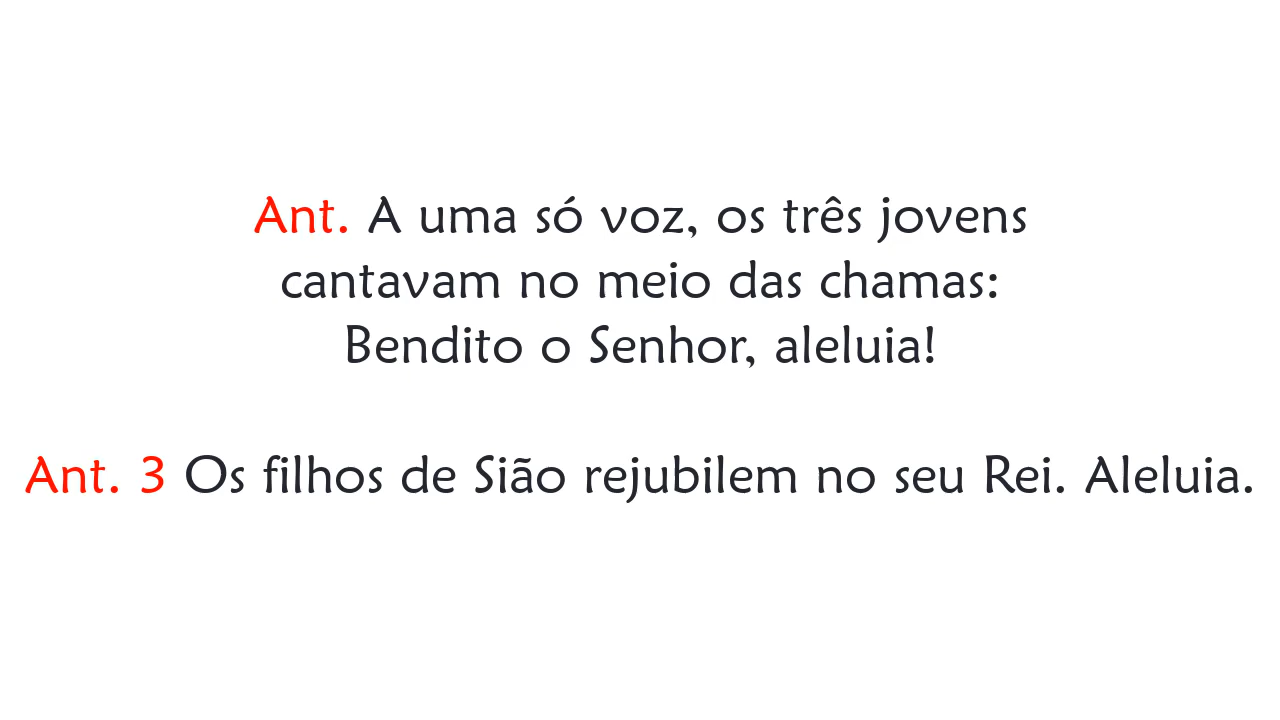 Ant. A uma só voz, os três jovens
cantavam no meio das chamas:
Bendito o Senhor, aleluia!
Ant. 3 Os filhos de Sião rejubilem no seu Rei. Aleluia.